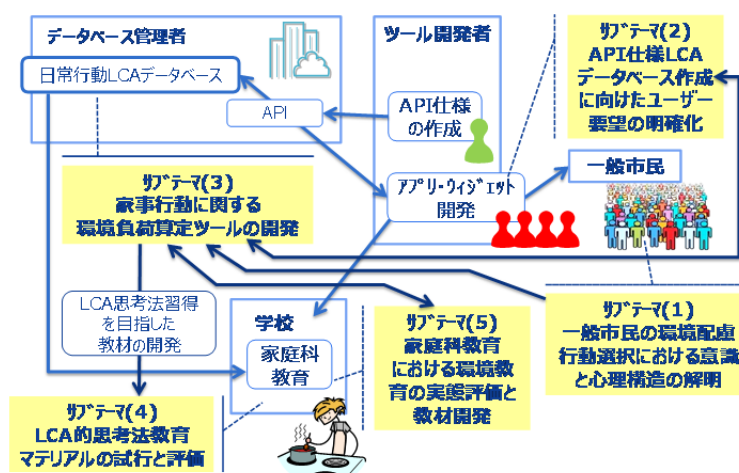 データベース管理者
日常行動LCAデータベース
API
ツール開発者
API仕様
の作成
アプリ・ウィジェット
開発
サブテーマ(2)
API仕様LCA
データベース作成
に向けたユーザー
要望の明確化
一般市民
サブテーマ(3)
家事行動に関する
環境負荷算定ツールの開発
LCA思考法習得
を目指した
教材の開発
学校
家庭科
教育
サブテーマ(5)
家庭科教育
における環境教
育の実態評価と
教材開発
サブテーマ(1)
一般市民の環境配慮
行動選択における意識
と心理構造の解明
サブテーマ(4)
LCA的思考法教育
マテリアルの試行と評価